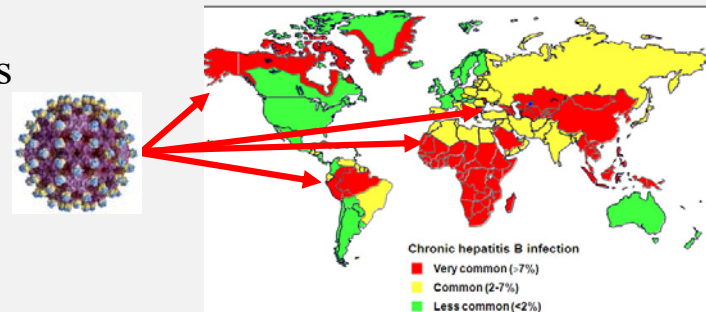 s
Chronic hepatitis B infection
Very common (>7%)
Common (2-7%)
Less common (<2%)